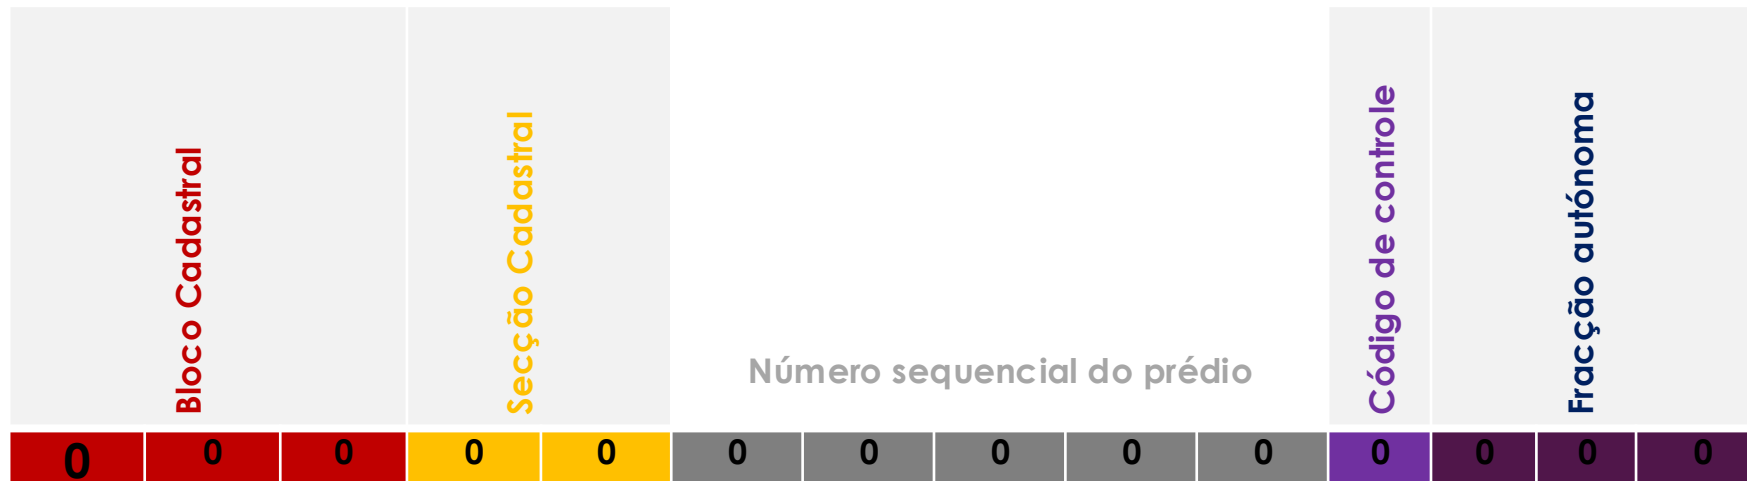 Bloco Cadastral
Secção Cadastral
Número sequencial do prédio
Código de controle
Fracção autónoma
0 0 0 0 0 0 0 0 0 0 0 0 0 0